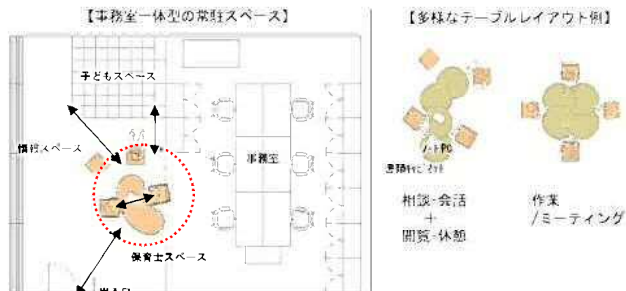 【事務室一体型の常駐スペース】
子どもスペース
情報スペース
事務室
保育士スペース
出入口
【多様なテーブルレイアウト例】
ノートPC
相談・会話
+
閲覧・休憩
作業
/ミーティング